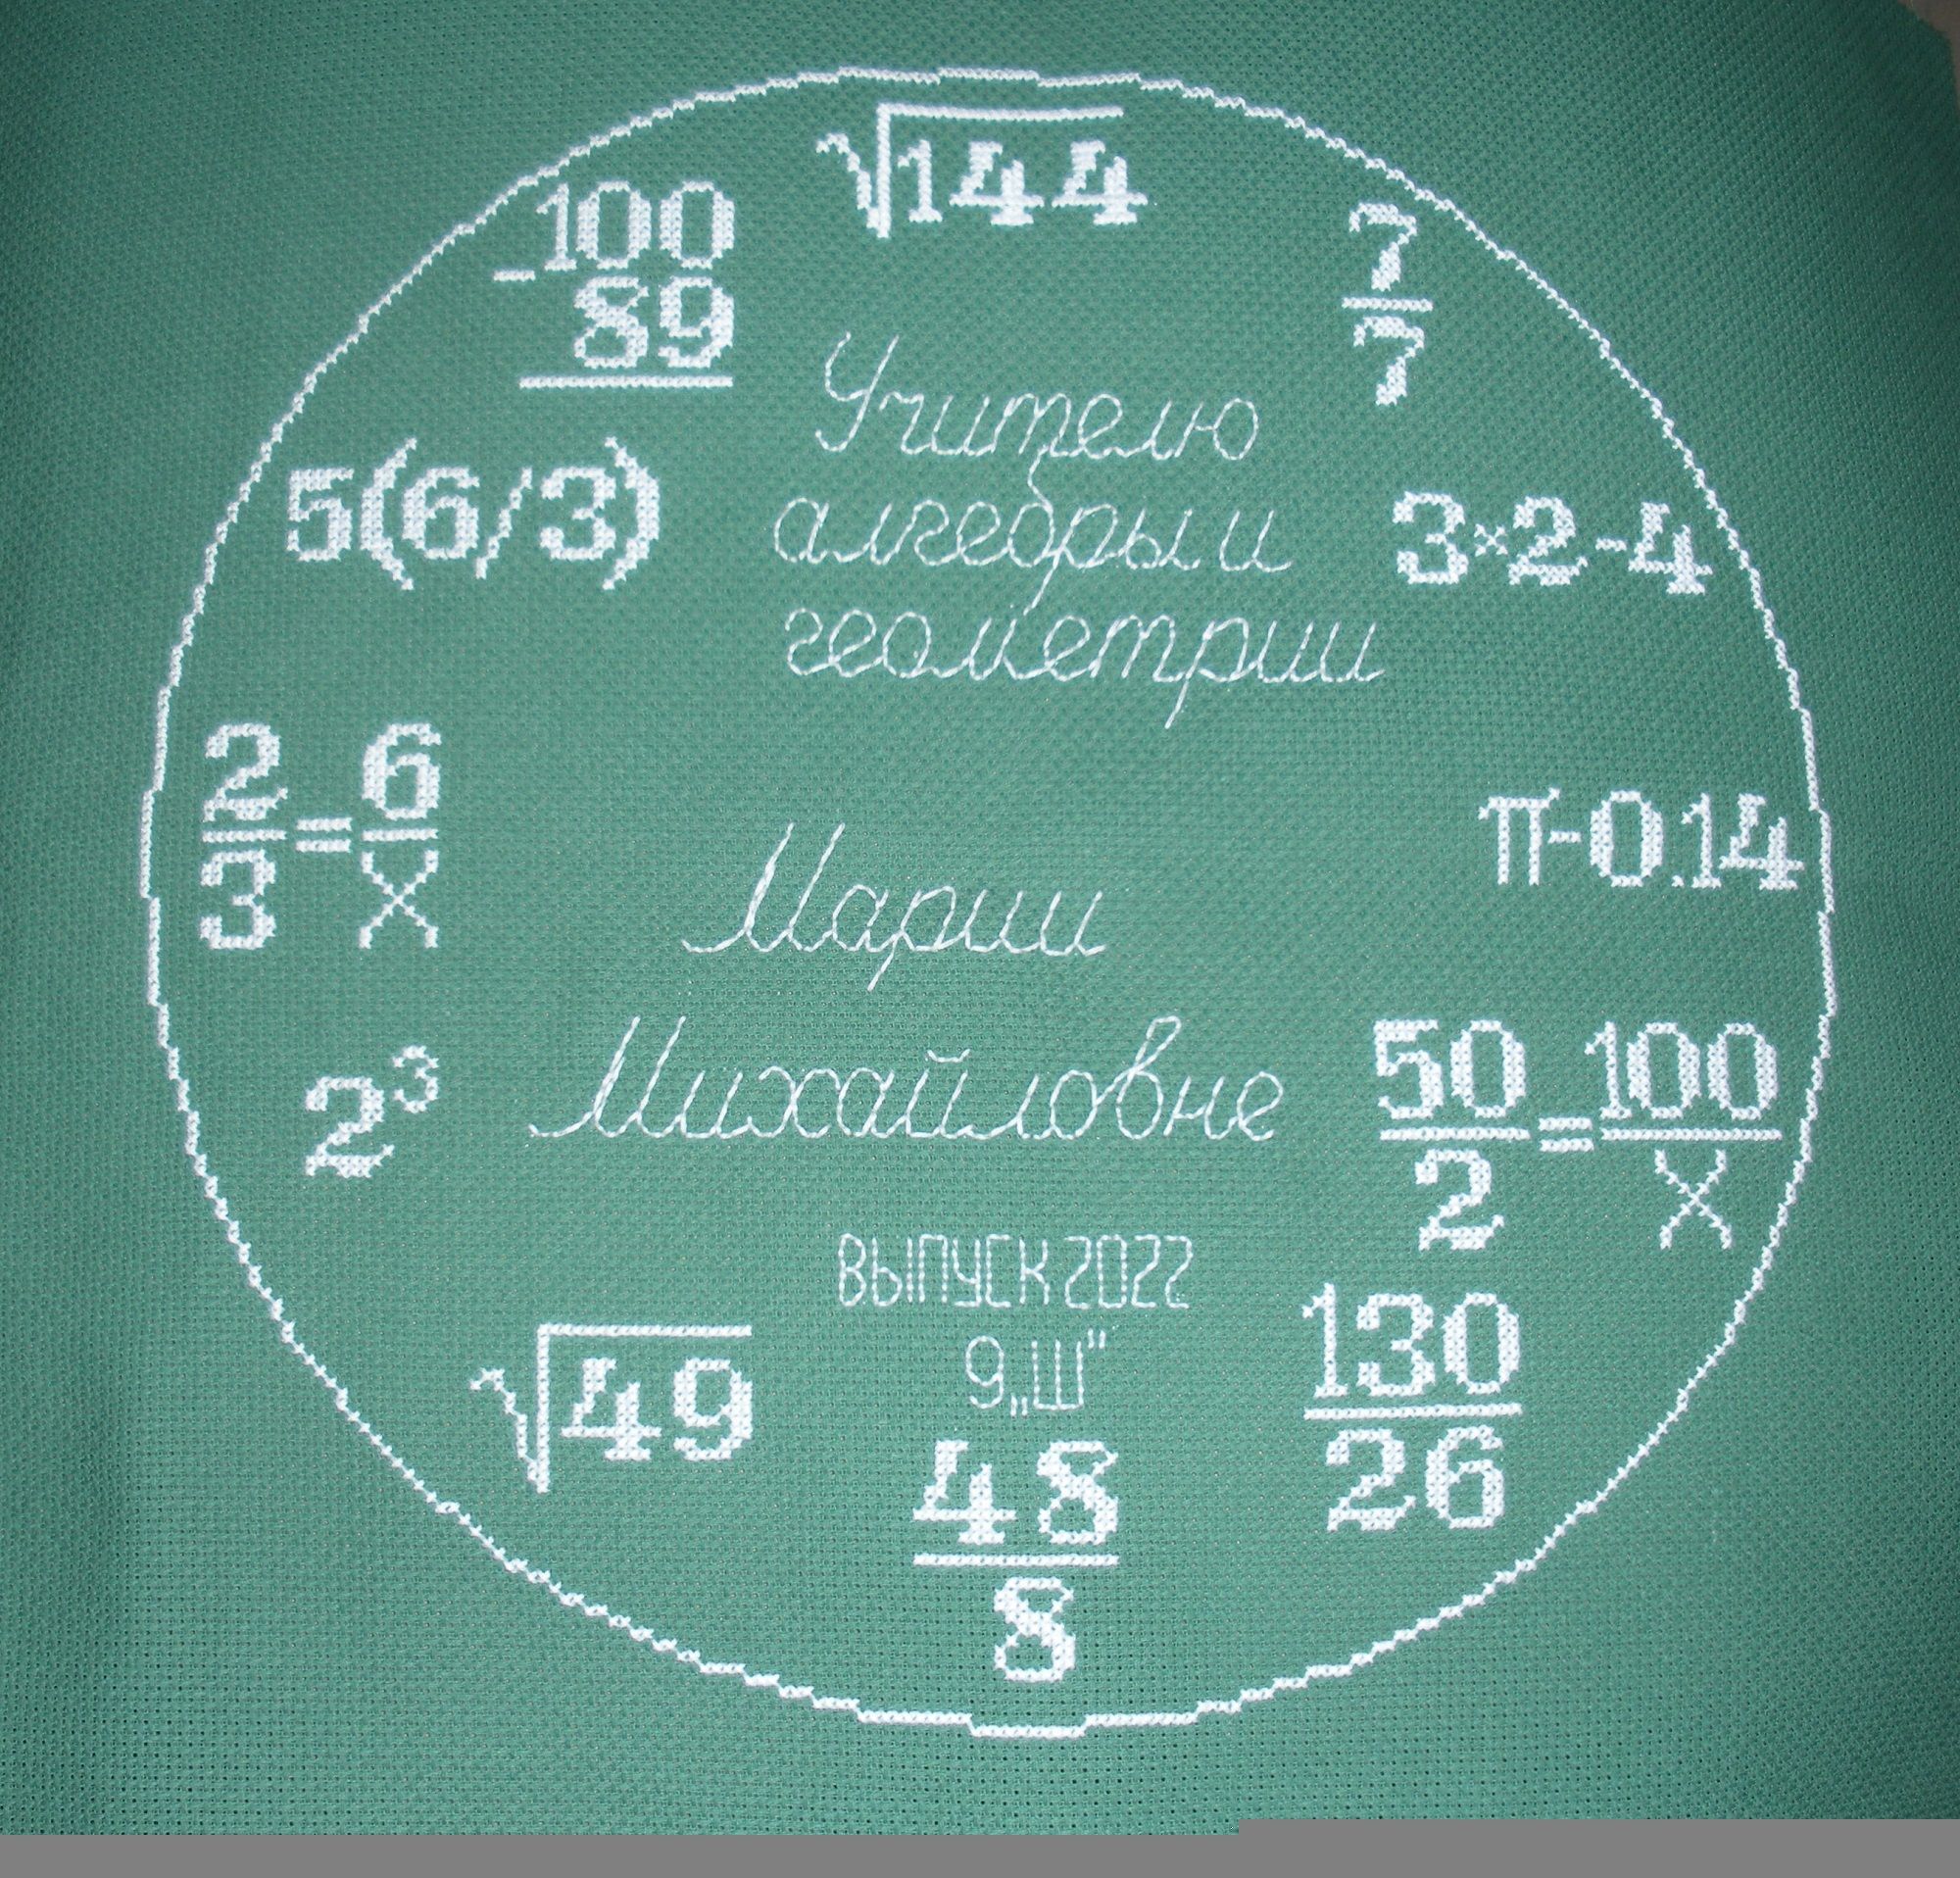 √144
-100
89
7
7
Учителю
алгебры и
геометрии
5(6/3)
3×2-4
2/3=6/x
π-0.14
Марии
Михайловне
2³
50/2=100/x
ВЫПУСК 2022
9„Ш"
√49
130
26
48
8